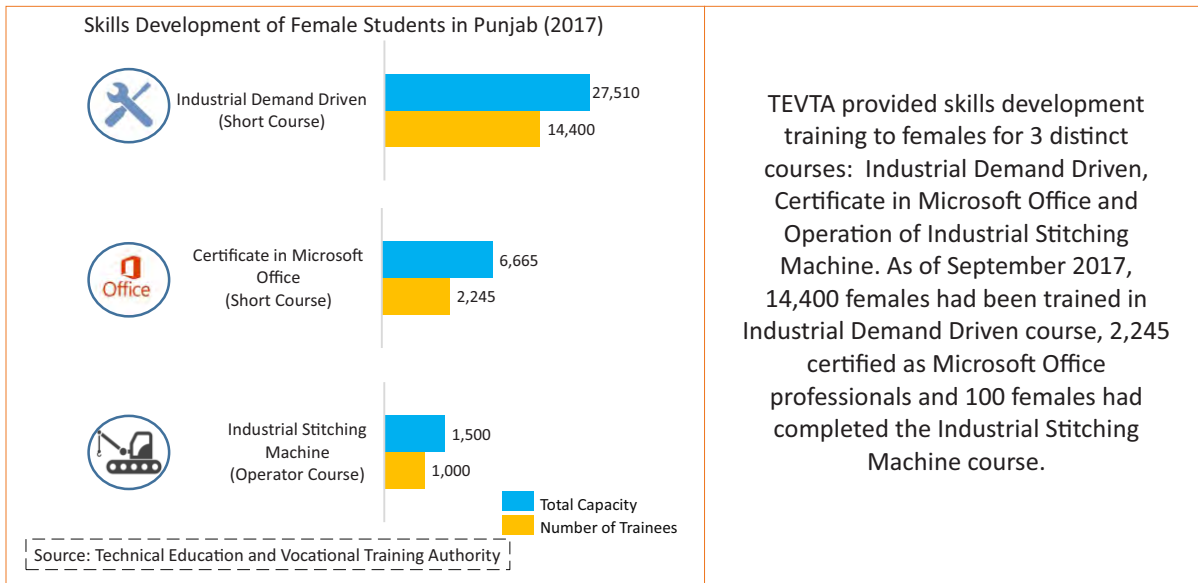 Skills Development of Female Students in Punjab (2017)
Industrial Demand Driven
(Short Course)
27,510
14,400
Office
Certificate in Microsoft
Office
(Short Course)
6,665
2,245
Industrial Stitching
Machine
(Operator Course)
1,500
1,000
Total Capacity
Number of Trainees
Source: Technical Education and Vocational Training Authority
TEVTA provided skills development
training to females for 3 distinct
courses: Industrial Demand Driven,
Certificate in Microsoft Office and
Operation of Industrial Stitching
Machine. As of September 2017,
14,400 females had been trained in
Industrial Demand Driven course, 2,245
certified as Microsoft Office
professionals and 100 females had
completed the Industrial Stitching
Machine course.